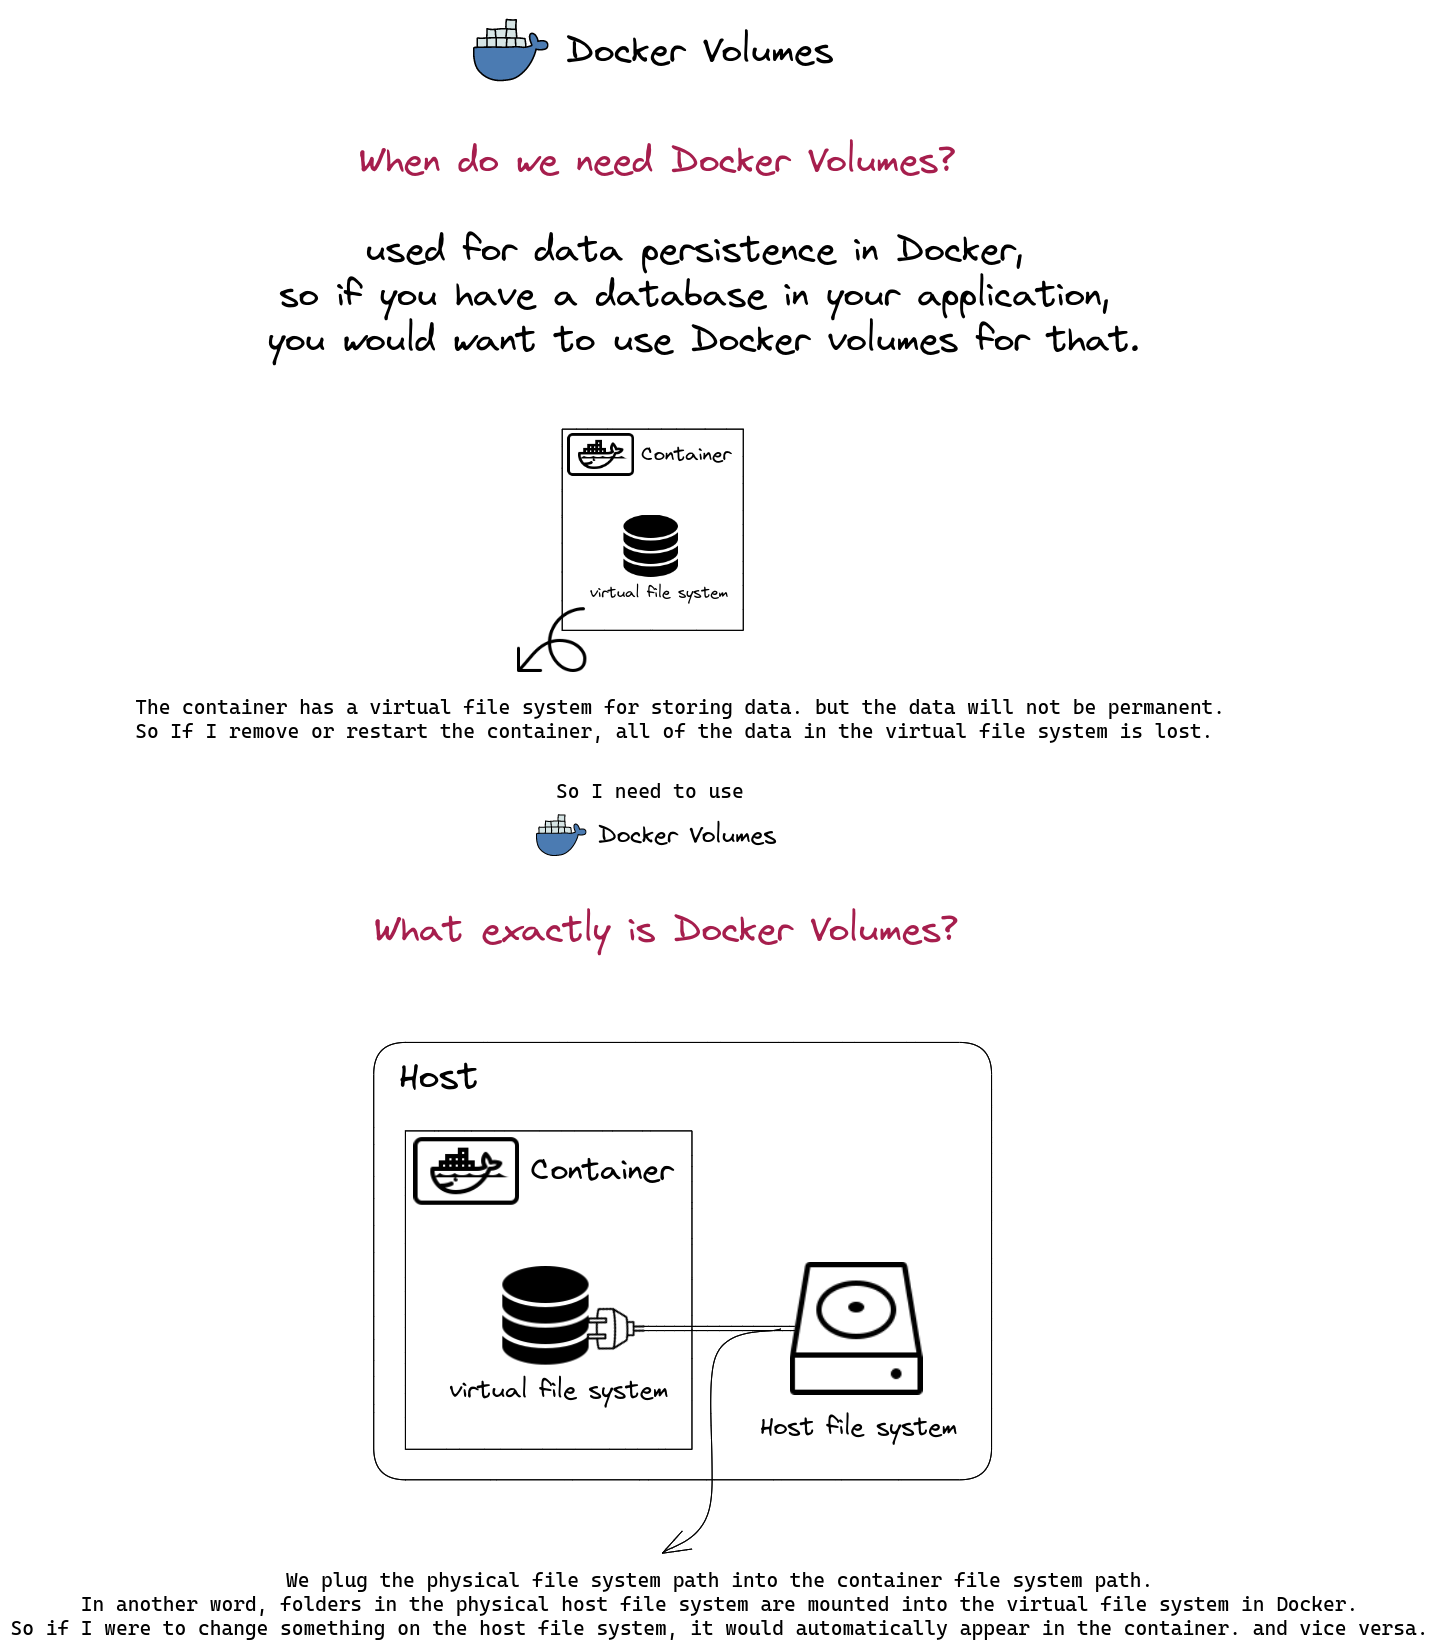 Docker Volumes
When do we need Docker Volumes?
used for data persistence in Docker,
so if you have a database in your application,
you would want to use Docker volumes for that.
Container
virtual file system
The container has a virtual file system for storing data. but the data will not be permanent.
So If I remove or restart the container, all of the data in the virtual file system is lost.
So I need to use
Docker Volumes
What exactly is Docker Volumes?
Host
Container
virtual file system
Host file system
We plug the physical file system path into the container file system path.
In another word, folders in the physical host file system are mounted into the virtual file system in Docker.
So if I were to change something on the host file system, it would automatically appear in the container. and vice versa.